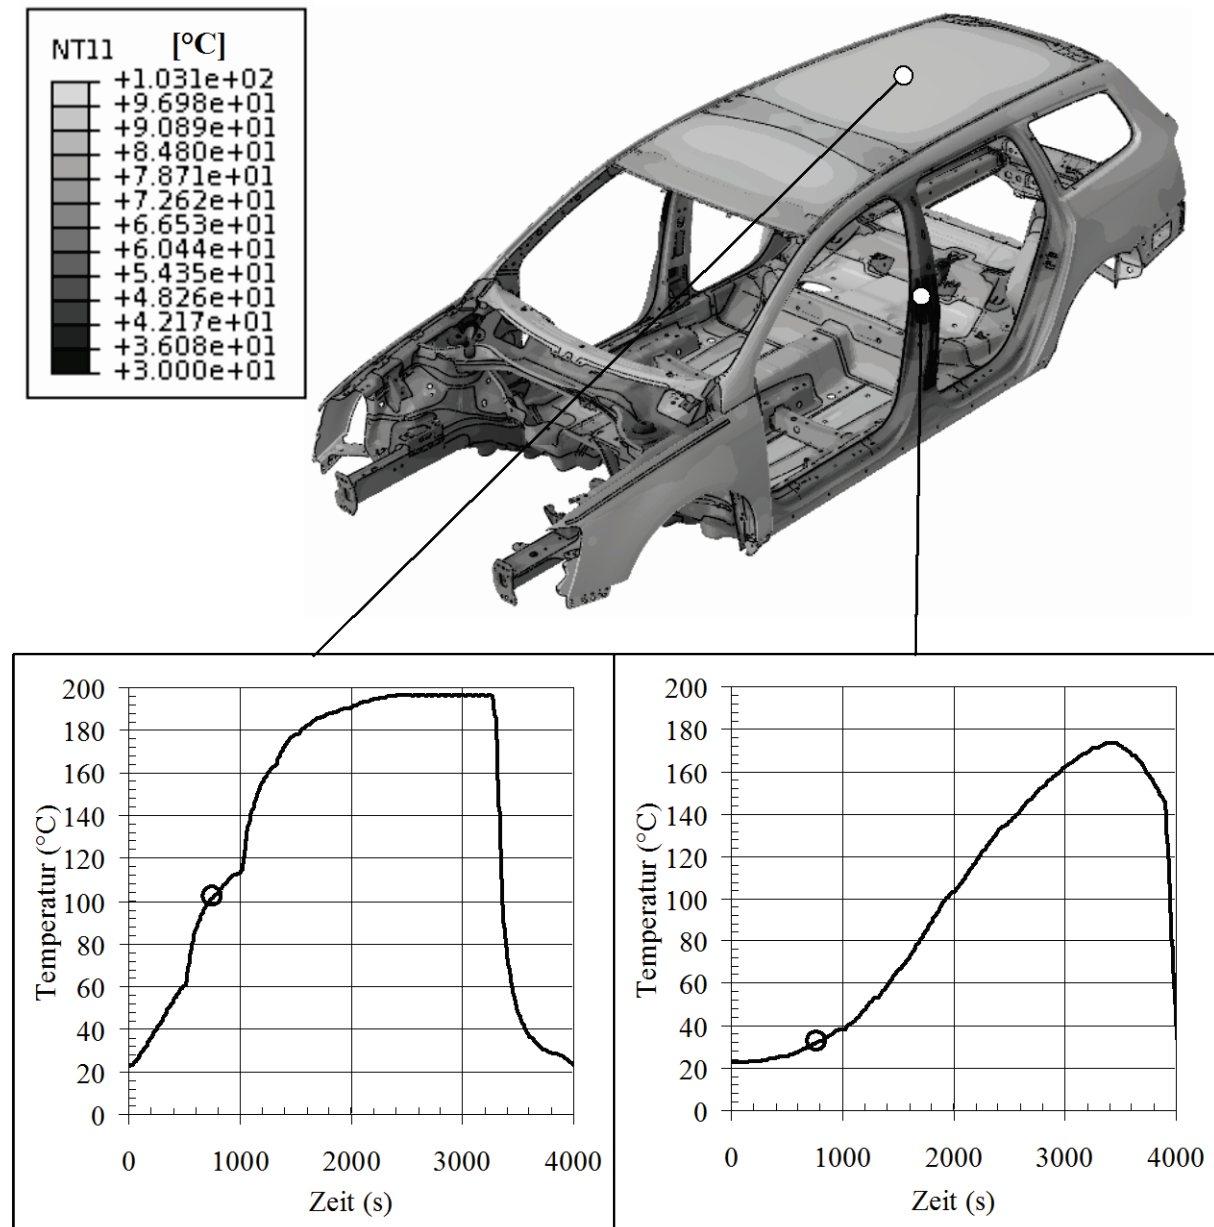 NT11 [°C]
+1.031e+02
+9.698e+01
+9.089e+01
+8.480e+01
+7.871e+01
+7.262e+01
+6.653e+01
+6.044e+01
+5.435e+01
+4.826e+01
+4.217e+01
+3.608e+01
+3.000e+01
Temperatur (°C)
200
180
160
140
120
100
80
60
40
20
0
0 1000 2000 3000 4000
Zeit (s)
Temperatur (°C)
200
180
160
140
120
100
80
60
40
20
0
0 1000 2000 3000 4000
Zeit (s)